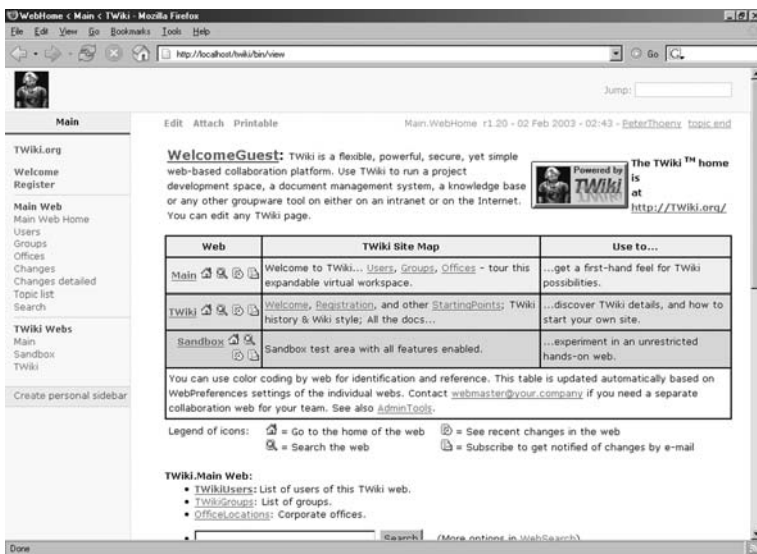 WebHome < Main < TWiki - Mozilla Firefox
File Edit View Go Bookmarks Tools Help
http://localhost/twiki/bin/view
Go
Jump:
Main
Edit Attach Printable
Main.WebHome r1.20 - 02 Feb 2003 - 02:43 - PeterThoeny topic end
TWiki.org
Welcome
Register
Main Web
Main Web Home
Users
Groups
Offices
Changes
Changes detailed
Topic list
Search
TWiki Webs
Main
Sandbox
TWiki
Create personal sidebar
WelcomeGuest: TWiki is a flexible, powerful, secure, yet simple
web-based collaboration platform. Use TWiki to run a project
development space, a document management system, a knowledge base
or any other groupware tool on either on an intranet or on the Internet.
You can edit any TWiki page.
Powered by
TWiki
The TWiki TM home
is
at
http://TWiki.org/
Web TWiki Site Map Use to...
Main Welcome to TWiki... Users, Groups, Offices - tour this ...get a first-hand feel for TWiki
expandable virtual workspace. possibilities.
TWiki Welcome, Registration, and other StartingPoints; TWiki ...discover TWiki details, and how to
history & Wiki style; All the docs... start your own site.
Sandbox Sandbox test area with all features enabled. ...experiment in an unrestricted
hands-on web.
You can use color coding by web for identification and reference. This table is updated automatically based on
WebPreferences settings of the individual webs. Contact webmaster@your.company if you need a separate
collaboration web for your team. See also AdminTools.
Legend of icons: = Go to the home of the web = See recent changes in the web
= Search the web = Subscribe to get notified of changes by e-mail
TWiki.Main Web:
• TWikiUsers: List of users of this TWiki web.
• TWikiGroups: List of groups.
• OfficeLocations: Corporate offices.
• Search (More options in WebSearch)
Done